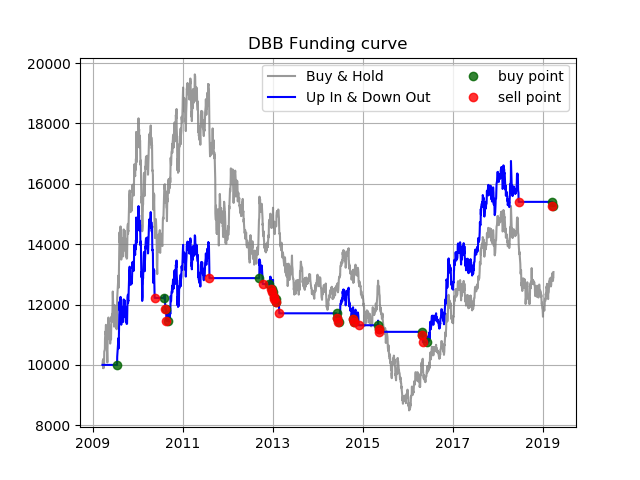 DBB Funding curve
20000
18000
16000
14000
12000
10000
8000
Buy & Hold
Up In & Down Out
buy point
sell point
2009 2011 2013 2015 2017 2019